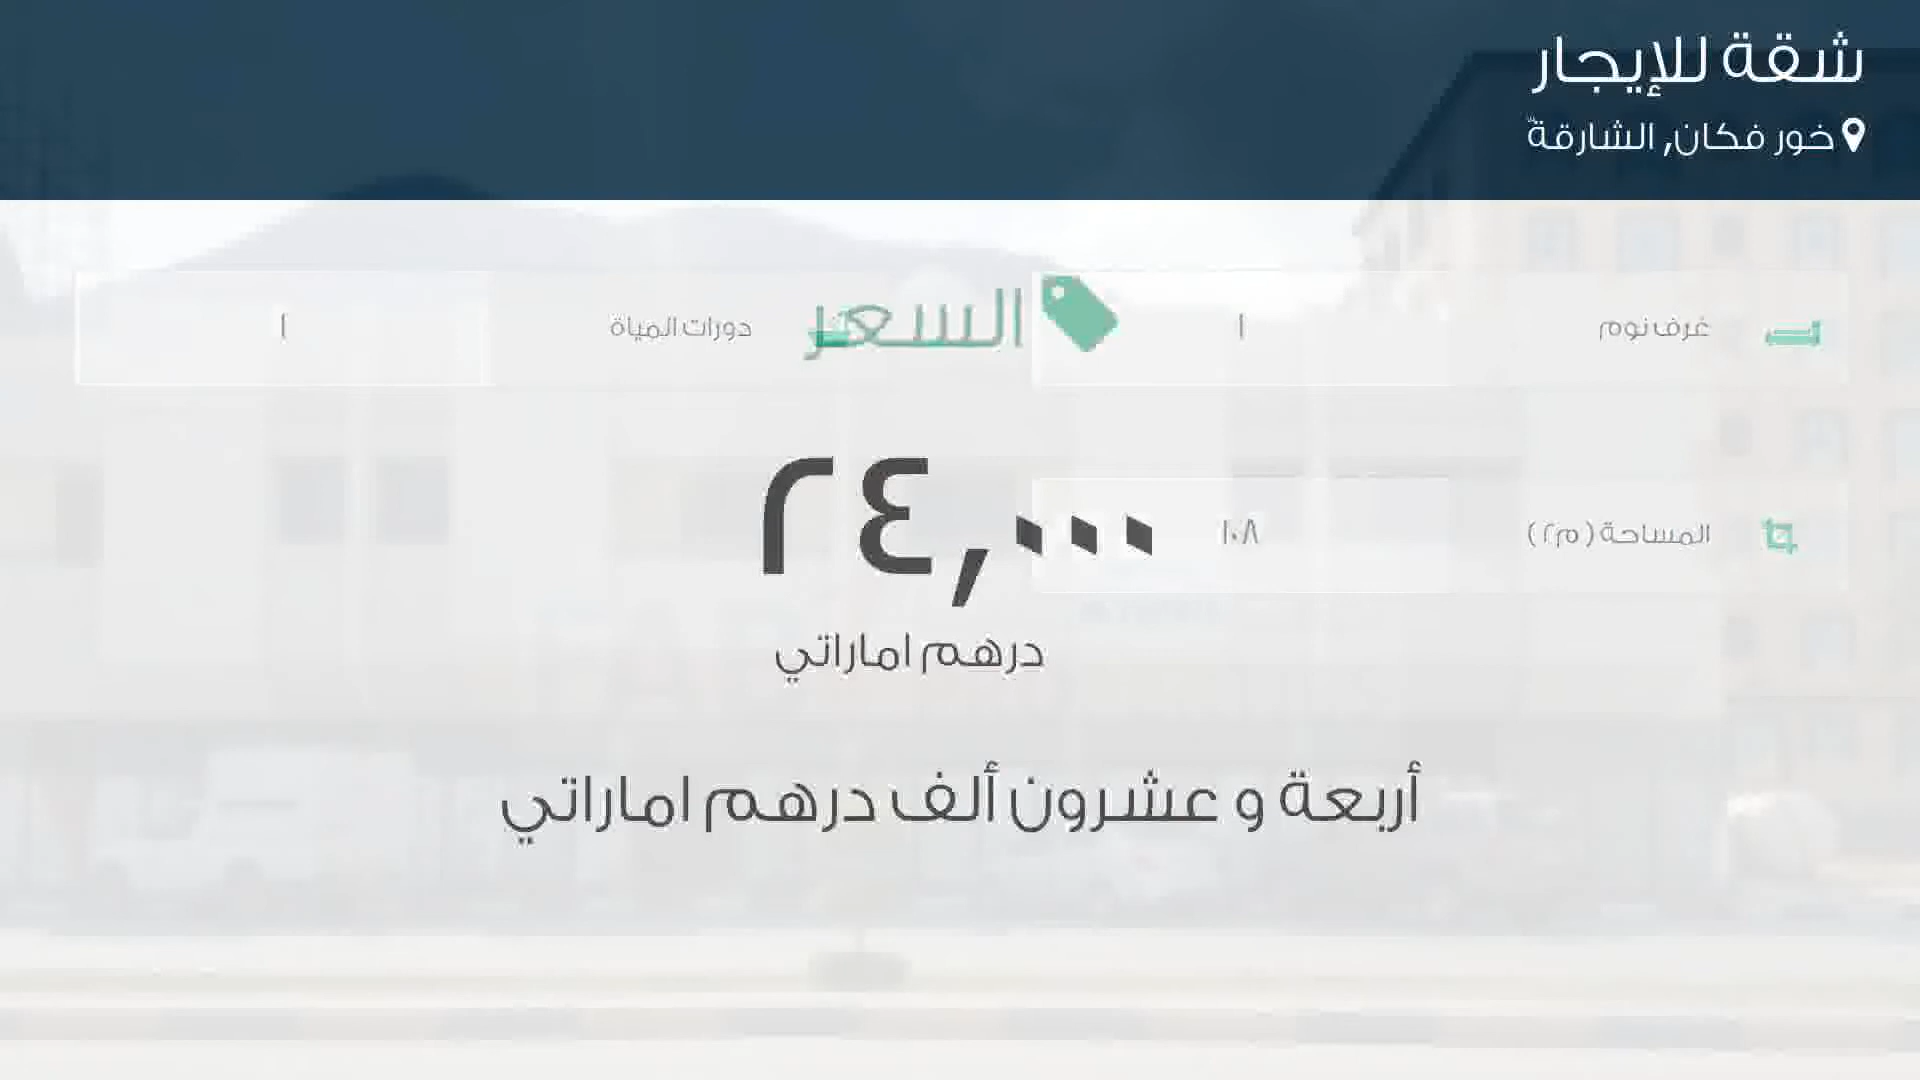 شقة للإيجار
خور فكان, الشارقة
السعر
غرف نوم
١
دورات المياة
١
٢٤,٠٠٠
المساحة (م٢)
١٠٨
درهم اماراتي
أربعة و عشرون ألف درهم اماراتي